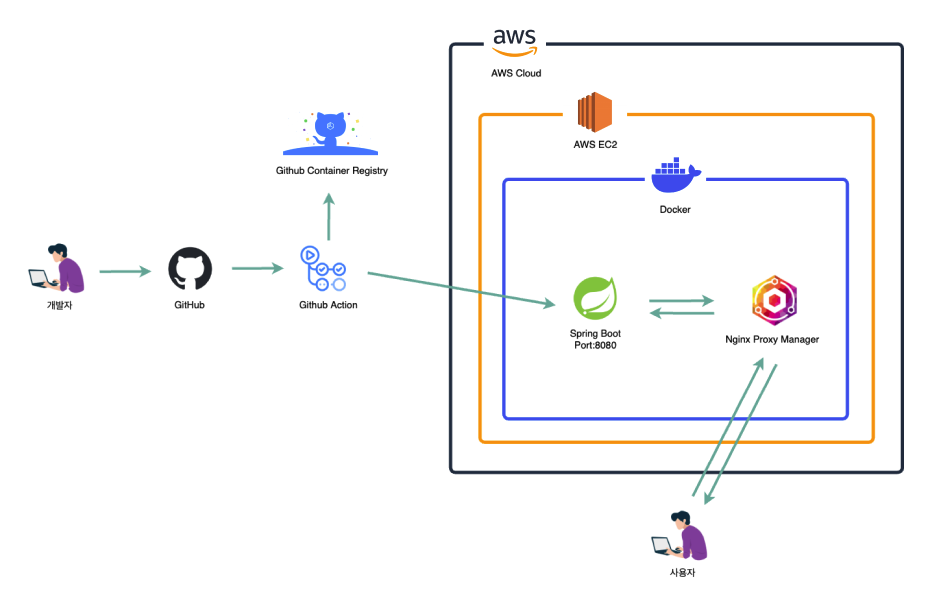 aws
AWS Cloud
AWS EC2
Docker
Github Container Registry
개발자
GitHub
Github Action
Spring Boot
Port:8080
Nginx Proxy Manager
사용자